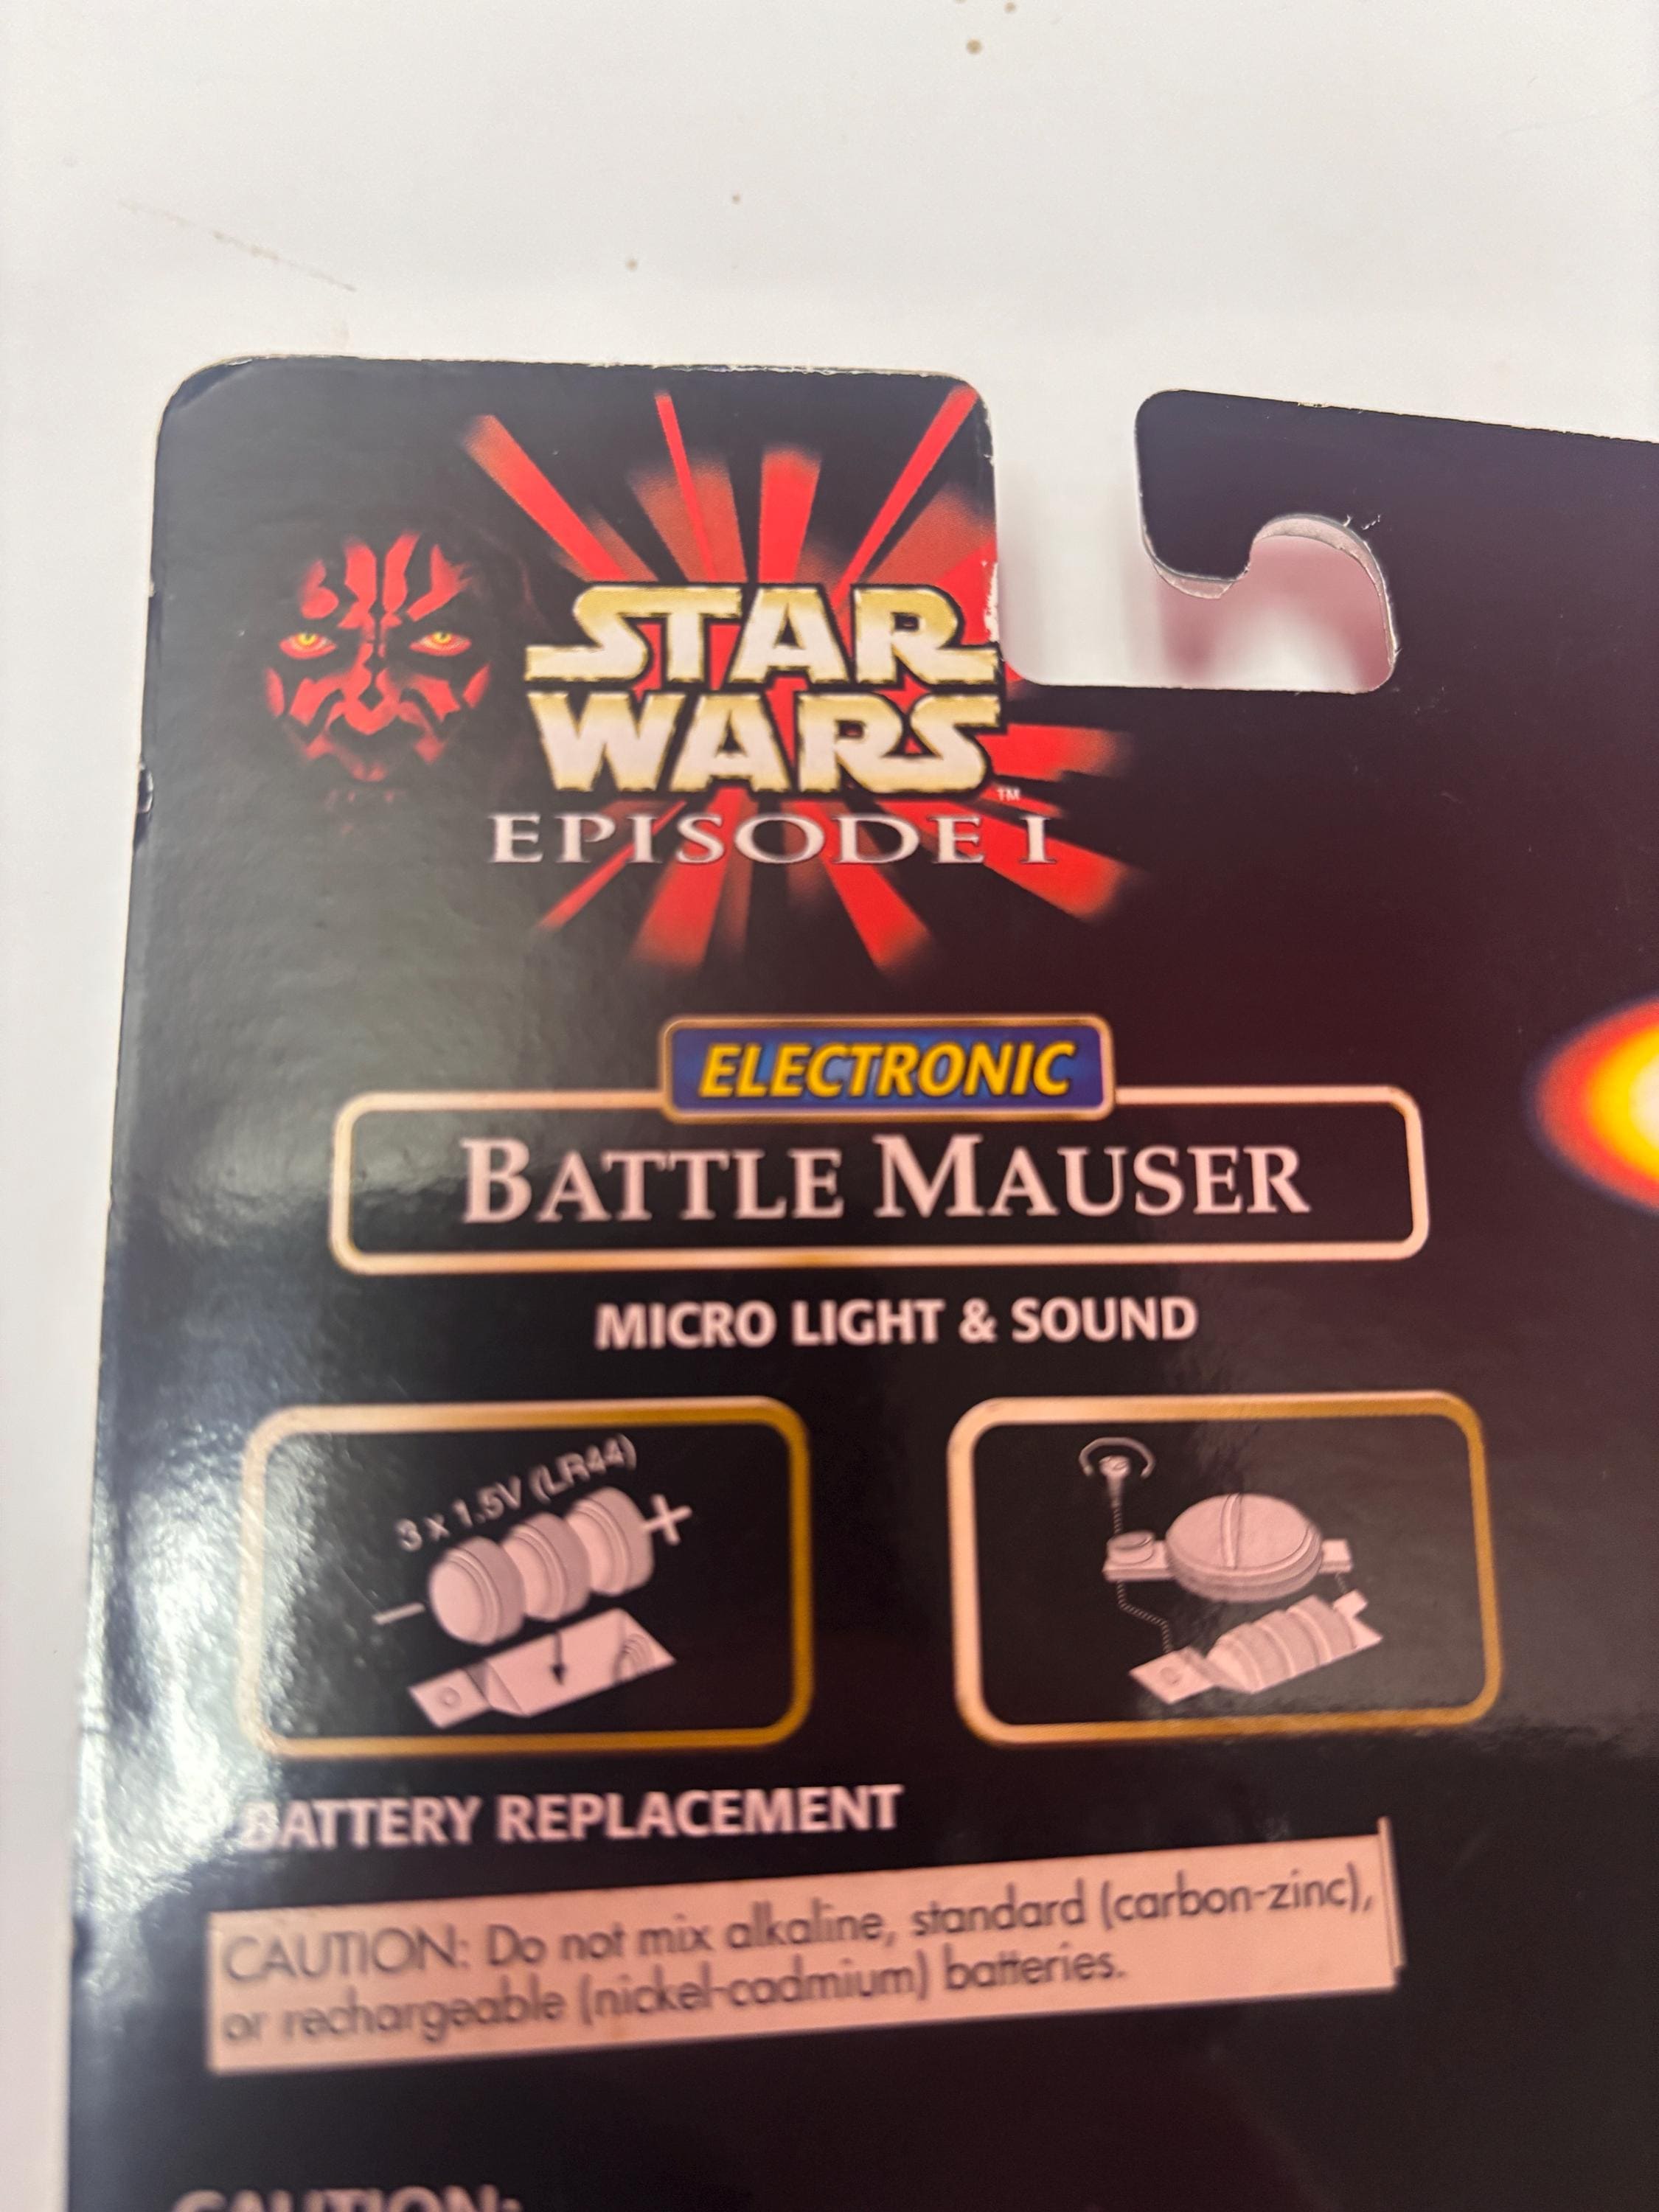 STAR
WARS
TM
EPISODE I
ELECTRONIC
BATTLE MAUSER
MICRO LIGHT & SOUND
3 x 1.5V (LR44)
- +
BATTERY REPLACEMENT
CAUTION: Do not mix alkaline, standard (carbon-zinc),
or rechargeable (nickel-cadmium) batteries.
CAUTION: